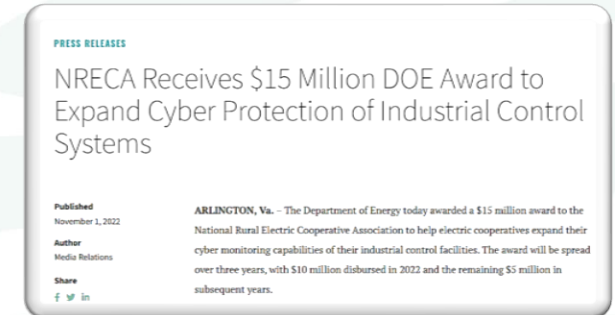 PRESS RELEASES
NRECA Receives $15 Million DOE Award to
Expand Cyber Protection of Industrial Control
Systems
Published
November 1, 2022
Author
Media Relations
Share
ARLINGTON, Va. – The Department of Energy today awarded a $15 million award to the
National Rural Electric Cooperative Association to help electric cooperatives expand their
cyber monitoring capabilities of their industrial control facilities. The award will be spread
over three years, with $10 million disbursed in 2022 and the remaining $5 million in
subsequent years.